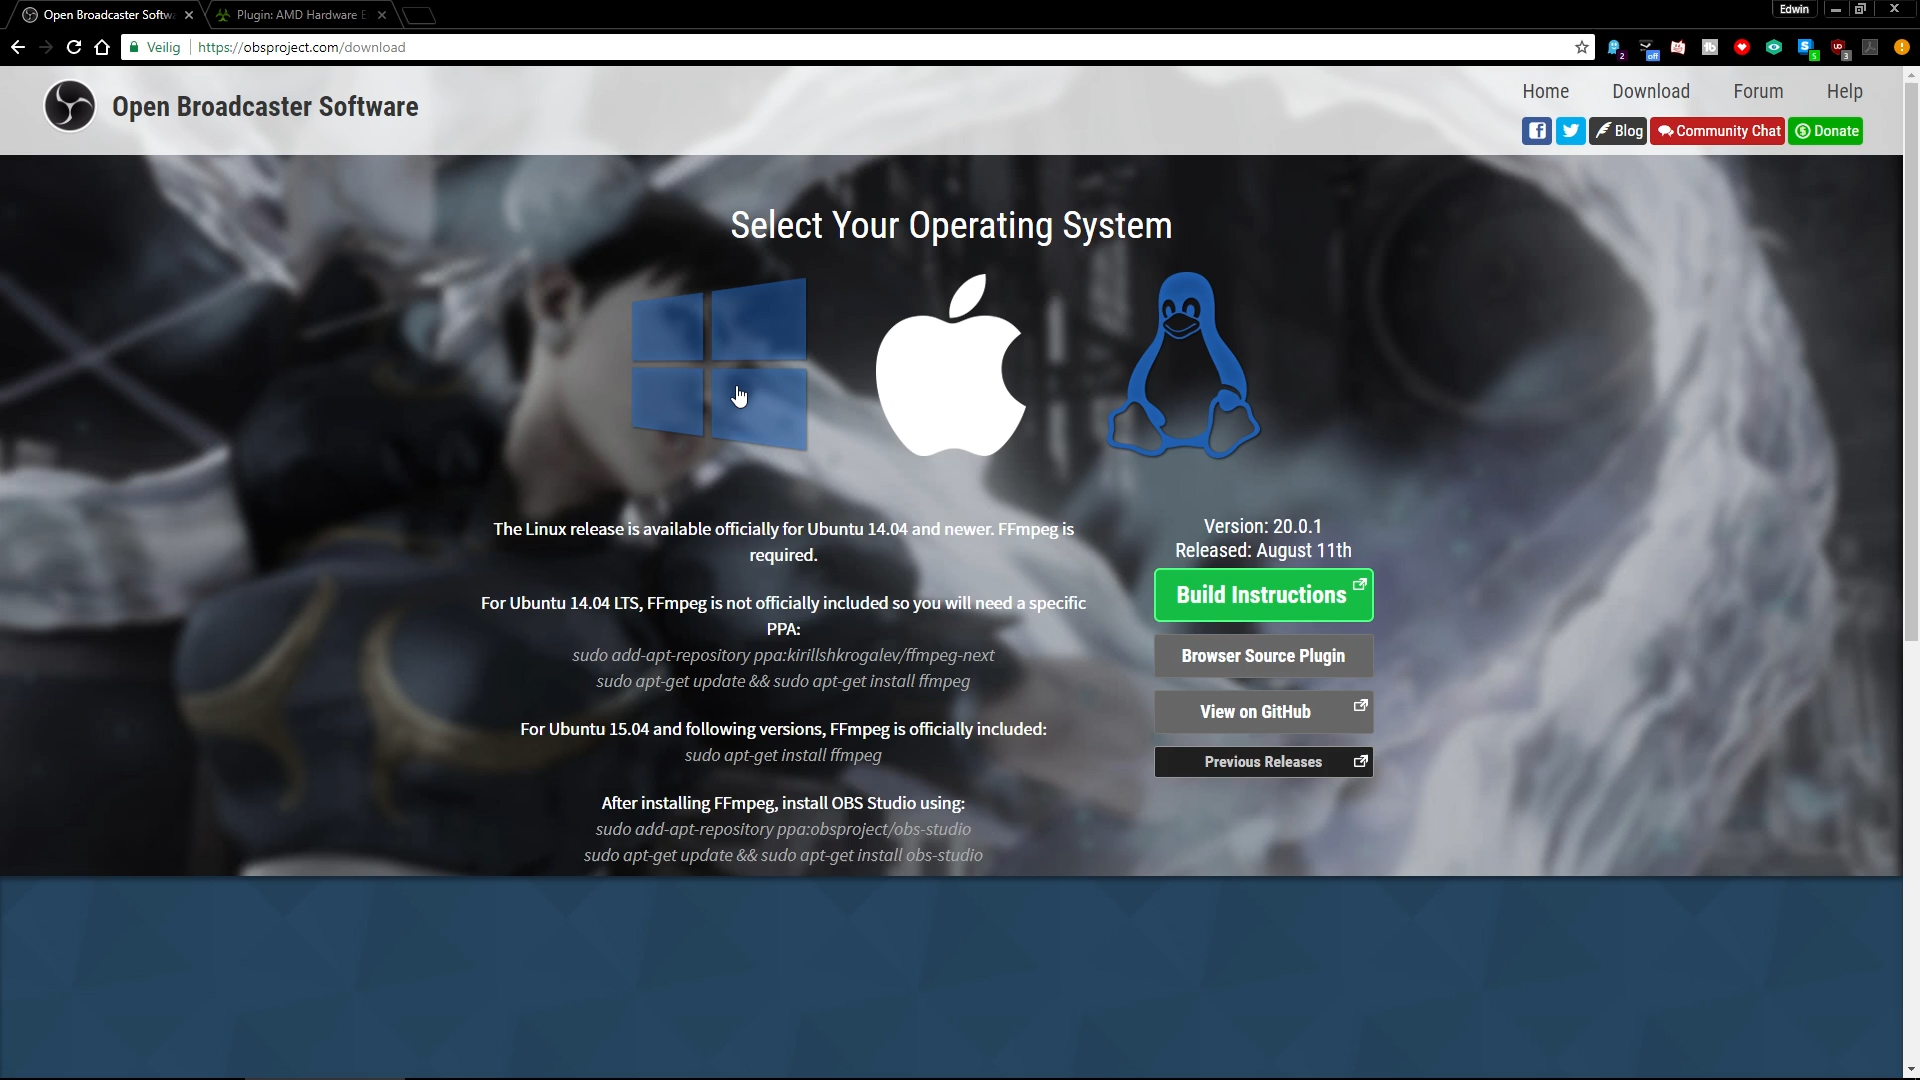 Open Broadcaster Softw
Plugin: AMD Hardware E
Edwin
Veilig
https://obsproject.com/download
off
2
S
5
3
Open Broadcaster Software
Home
Download
Forum
Help
Blog
Community Chat
Donate
Select Your Operating System
The Linux release is available officially for Ubuntu 14.04 and newer. FFmpeg is
required.
For Ubuntu 14.04 LTS, FFmpeg is not officially included so you will need a specific
PPA:
sudo add-apt-repository ppa:kirillshkrogalev/ffmpeg-next
sudo apt-get update && sudo apt-get install ffmpeg
For Ubuntu 15.04 and following versions, FFmpeg is officially included:
sudo apt-get install ffmpeg
After installing FFmpeg, install OBS Studio using:
sudo add-apt-repository ppa:obsproject/obs-studio
sudo apt-get update && sudo apt-get install obs-studio
Version: 20.0.1
Released: August 11th
Build Instructions
Browser Source Plugin
View on GitHub
Previous Releases